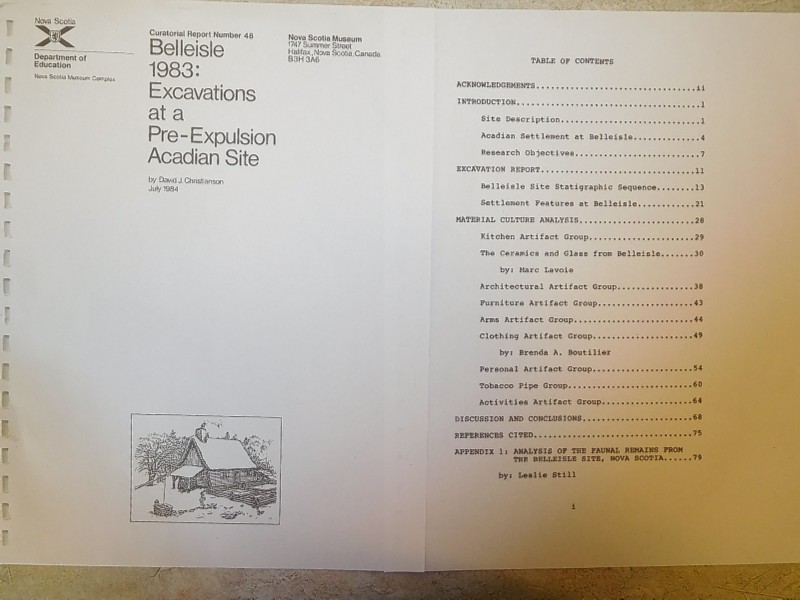 Nova Scotia
Department of
Education
Nova Scotia Museum Complex
Curatorial Report Number 48
Belleisle
1983:
Excavations
at a
Pre-Expulsion
Acadian Site
by David J. Christianson
July 1984
Nova Scotia Museum
1747 Summer Street
Halifax, Nova Scotia, Canada
B3H 3A6
TABLE OF CONTENTS
ACKNOWLEDGEMENTS................................ii
INTRODUCTION.....................................1
Site Description.............................1
Acadian Settlement at Belleisle..............4
Research Objectives..........................7
EXCAVATION REPORT...............................11
Belleisle Site Statigraphic Sequence........13
Settlement Features at Belleisle............21
MATERIAL CULTURE ANALYSIS.......................28
Kitchen Artifact Group......................29
The Ceramics and Glass from Belleisle.......30
by: Marc Lavoie
Architectural Artifact Group................38
Furniture Artifact Group....................43
Arms Artifact Group.........................44
Clothing Artifact Group.....................49
by: Brenda A. Boutilier
Personal Artifact Group.....................54
Tobacco Pipe Group..........................60
Activities Artifact Group...................64
DISCUSSION AND CONCLUSIONS......................68
REFERENCES CITED................................75
APPENDIX 1: ANALYSIS OF THE FAUNAL REMAINS FROM
THE BELLEISLE SITE, NOVA SCOTIA......79
by: Leslie Still
i